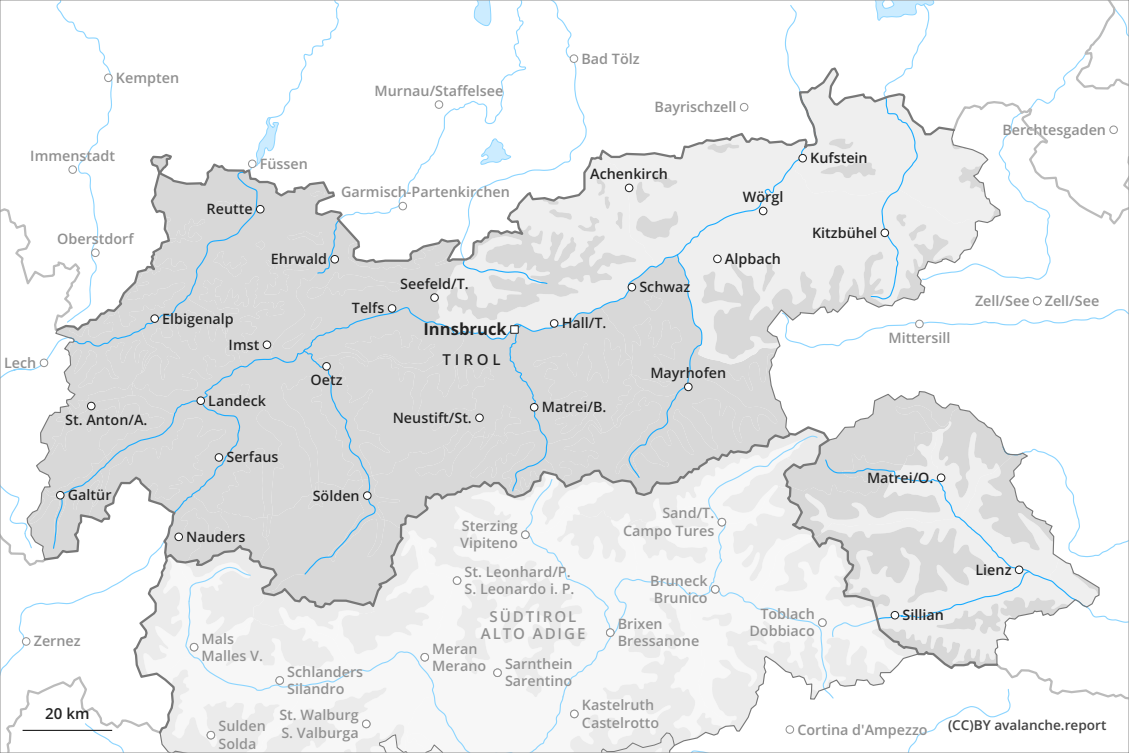 Kempten
Bad Tölz
Murnau/Staffelsee
Bayrischzell
Berchtesgaden
Immenstadt
Füssen
Kufstein
Achenkirch
Garmisch-Partenkirchen
Wörgl
Reutte
Kitzbühel
Oberstdorf
Ehrwald
Alpbach
Seefeld/T.
Schwaz
Zell/See
Zell/See
Telfs
Elbigenalp
Innsbruck
Hall/T.
Mittersill
Imst
TIROL
Lech
Oetz
Mayrhofen
Landeck
Matrei/B.
St. Anton/A.
Neustift/St.
Serfaus
Matrei/O.
Galtür
Sölden
Sand/T.
Campo Tures
Sterzing
Vipiteno
Nauders
Lienz
St. Leonhard/P.
S. Leonardo i. P.
Bruneck
Brunico
SÜDTIROL
ALTO ADIGE
Toblach
Dobbiaco
Sillian
Brixen
Bressanone
Zernez
Mals
Malles V.
Meran
Merano
Sarnthein
Sarentino
Schlanders
Silandro
Kastelruth
Castelrotto
20 km
St. Walburg
S. Valburga
Sulden
Solda
Cortina d'Ampezzo
(CC)BY avalanche.report